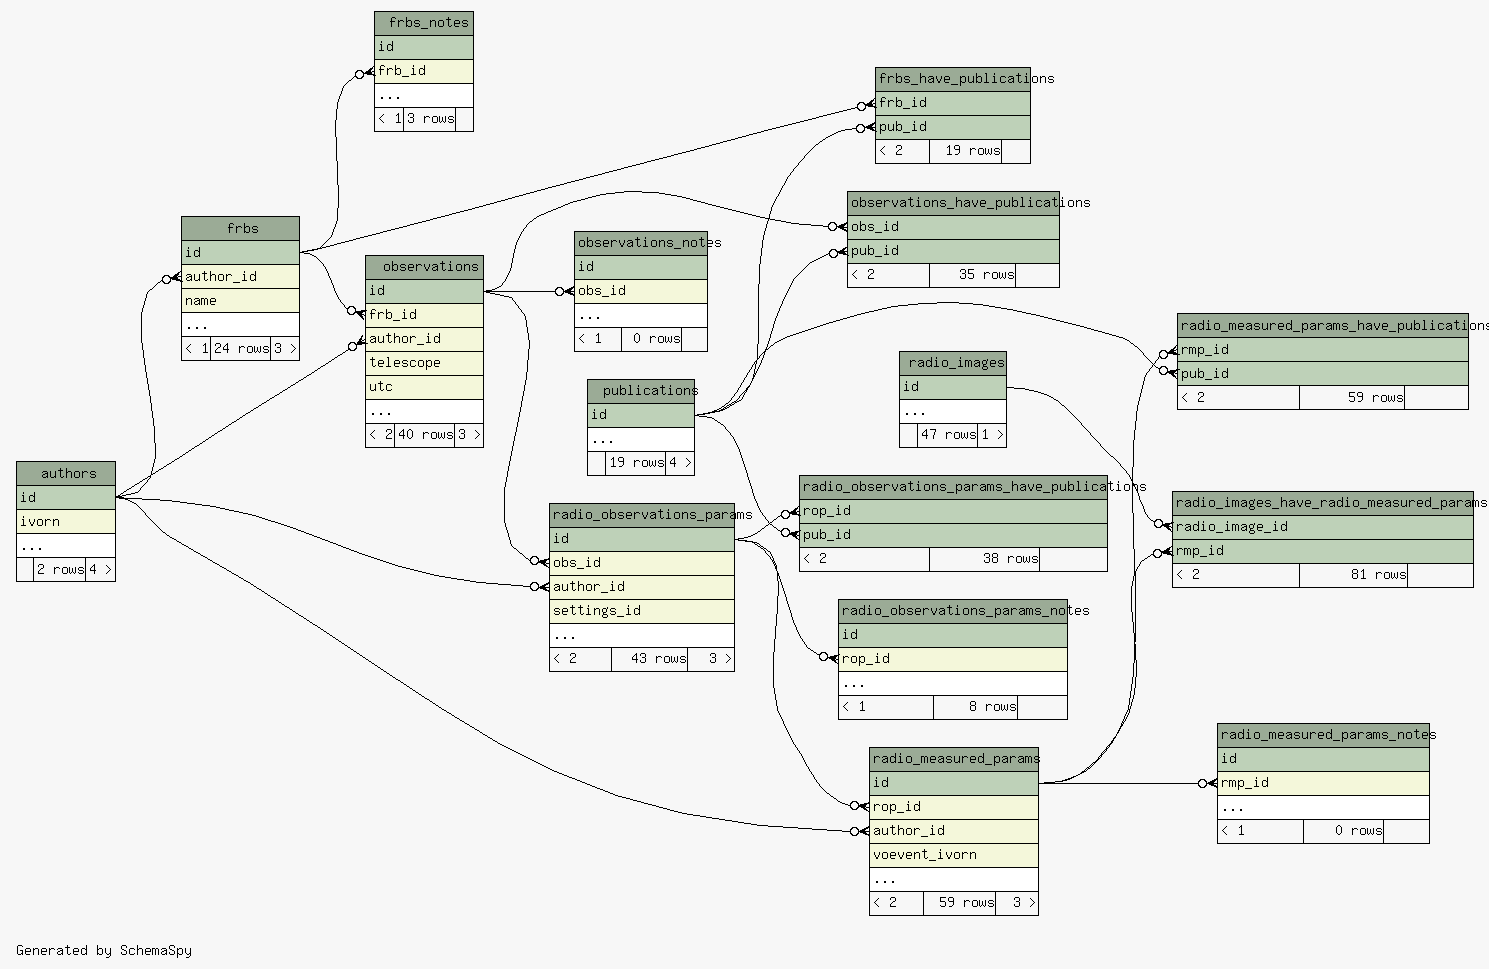 frbs_notes
id
frb_id
...
< 1 3 rows
frbs_have_publications
frb_id
pub_id
< 2 19 rows
observations_have_publications
obs_id
pub_id
< 2 35 rows
frbs
id
author_id
name
...
< 1 24 rows 3 >
observations_notes
id
obs_id
...
< 1 0 rows
observations
id
frb_id
author_id
telescope
utc
...
< 2 40 rows 3 >
radio_measured_params_have_publications
rmp_id
pub_id
< 2 59 rows
radio_images
id
...
47 rows 1 >
publications
id
...
19 rows 4 >
authors
id
ivorn
...
2 rows 4 >
radio_observations_params_have_publications
rop_id
pub_id
< 2 38 rows
radio_images_have_radio_measured_params
radio_image_id
rmp_id
< 2 81 rows
radio_observations_params
id
obs_id
author_id
settings_id
...
< 2 43 rows 3 >
radio_observations_params_notes
id
rop_id
...
< 1 8 rows
radio_measured_params_notes
id
rmp_id
...
< 1 0 rows
radio_measured_params
id
rop_id
author_id
voevent_ivorn
...
< 2 59 rows 3 >
Generated by SchemaSpy